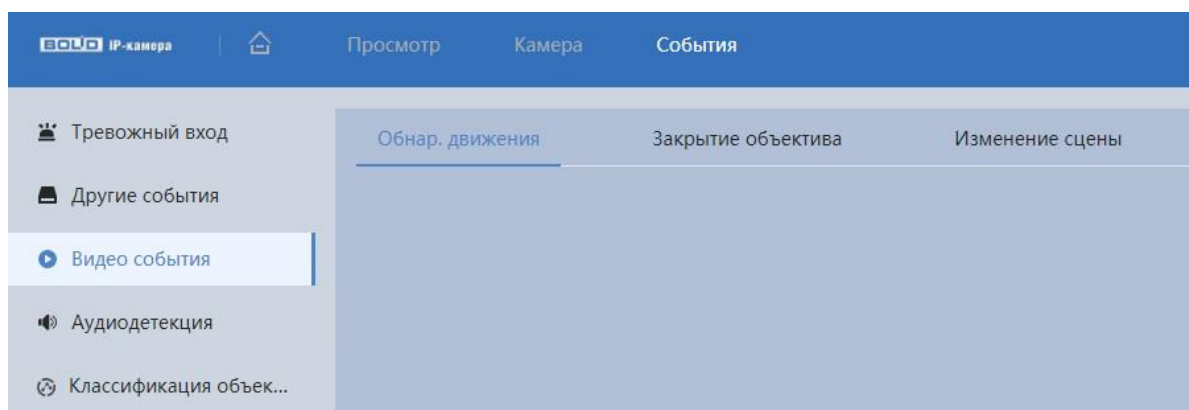 BOLID IP-камера
Просмотр Камера События
Тревожный вход
Другие события
Видео события
Аудиодетекция
Классификация объек...
Обнар. движения Закрытие объектива Изменение сцены